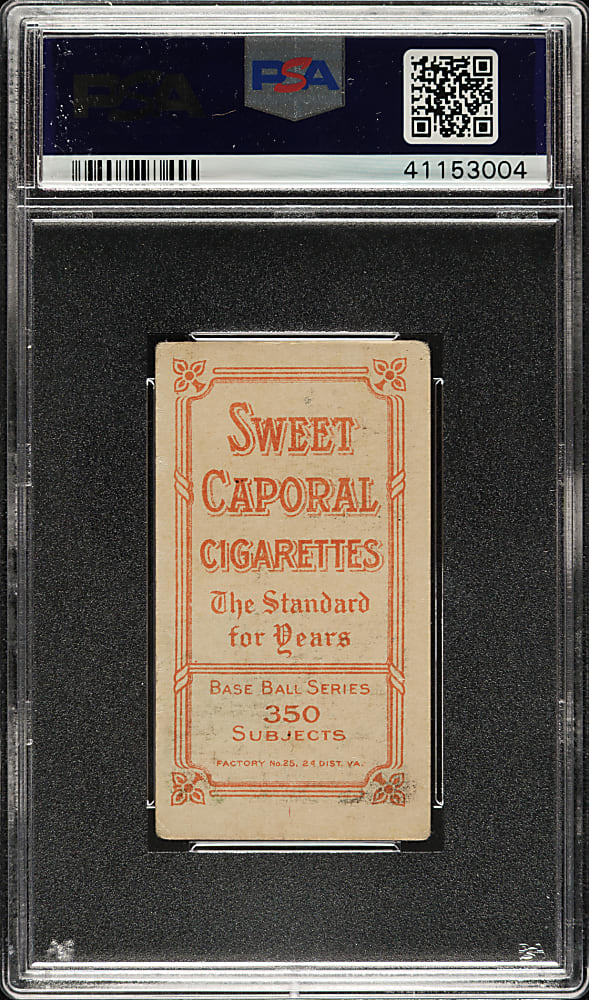 PSA
PSA
41153004
SWEET
CAPORAL
CIGARETTES
The Standard
for Years
BASE BALL SERIES
350
SUBJECTS
FACTORY No. 25, 2d DIST. VA.